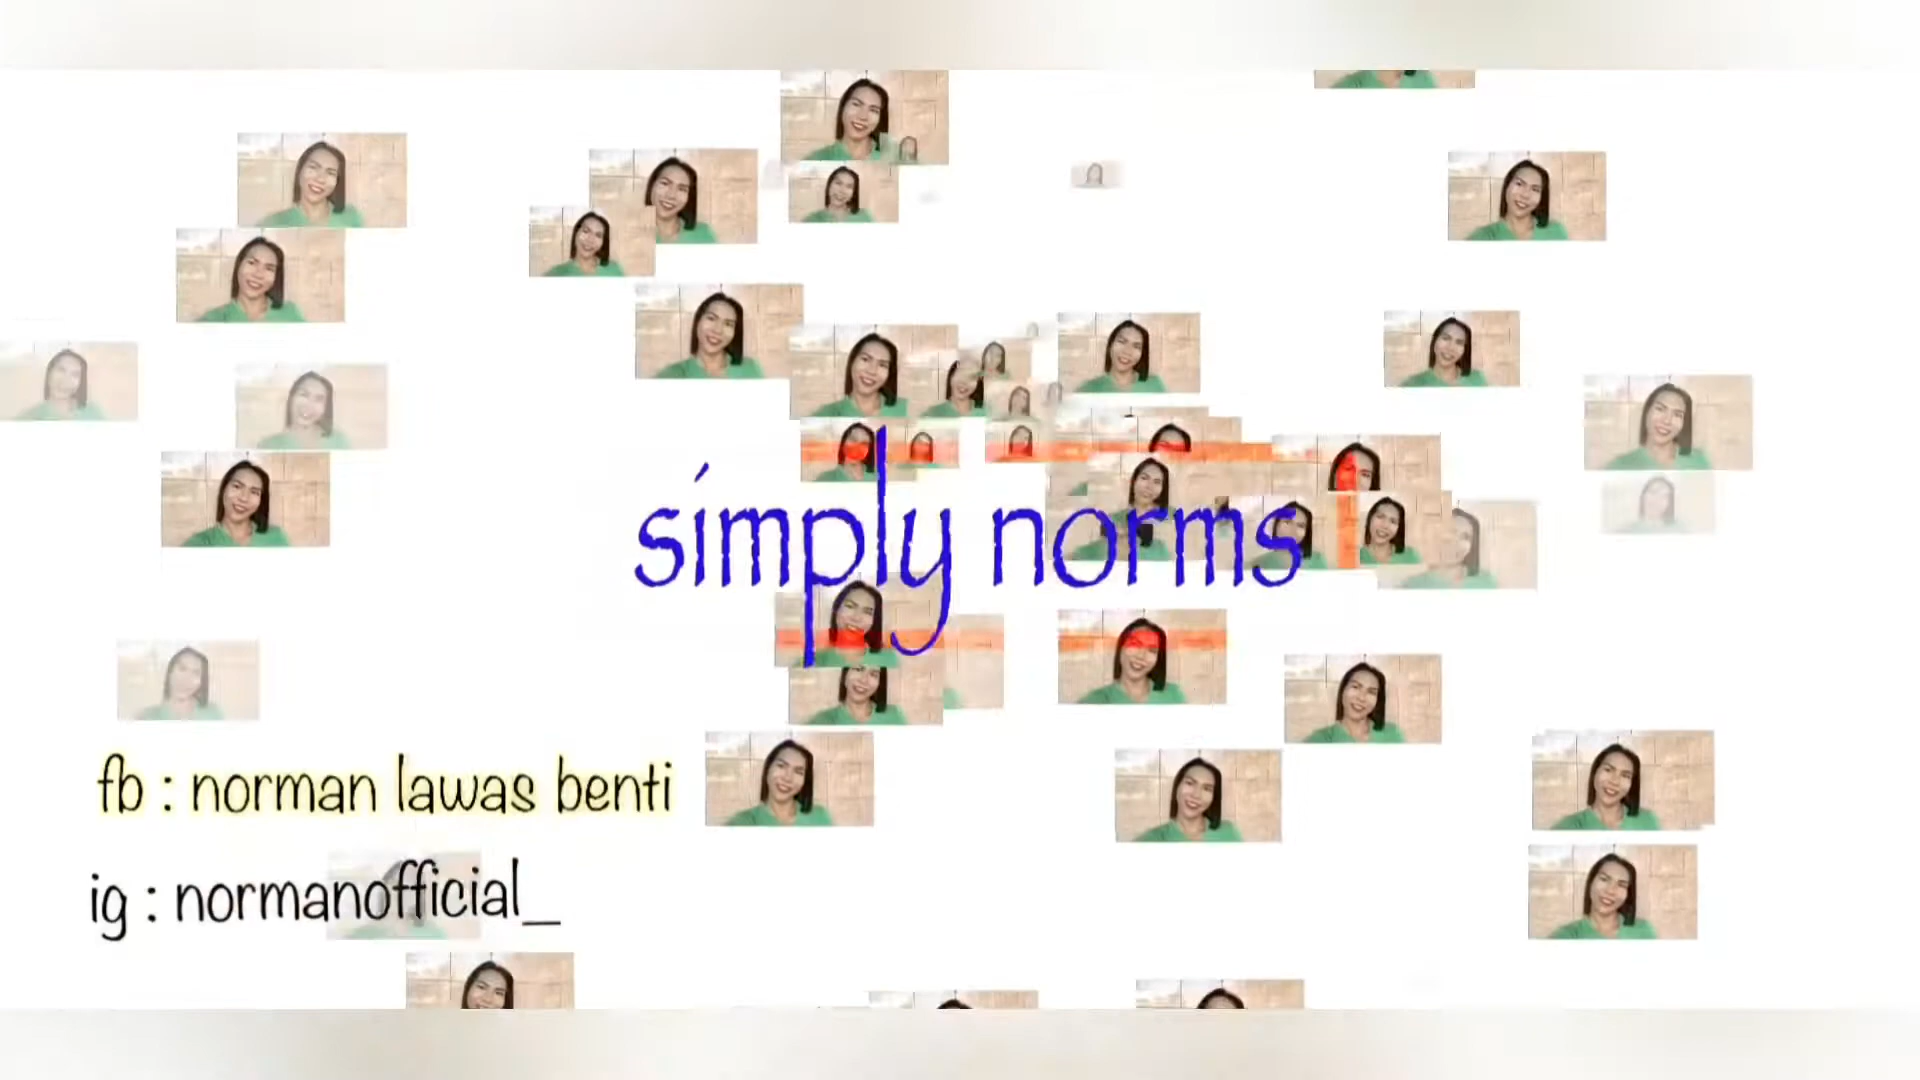 simply norms
fb : norman lawas benti
ig : normanofficial_